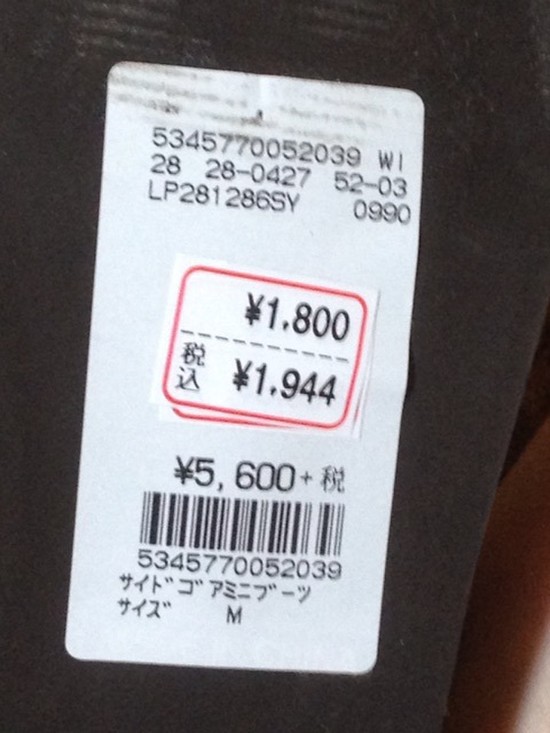 5345770052039 WI
28 28-0427 52-03
LP281286SY 0990
¥1,800
税込 ¥1,944
¥5,600+税
5345770052039
サイドゴアミニブーツ
サイズ M